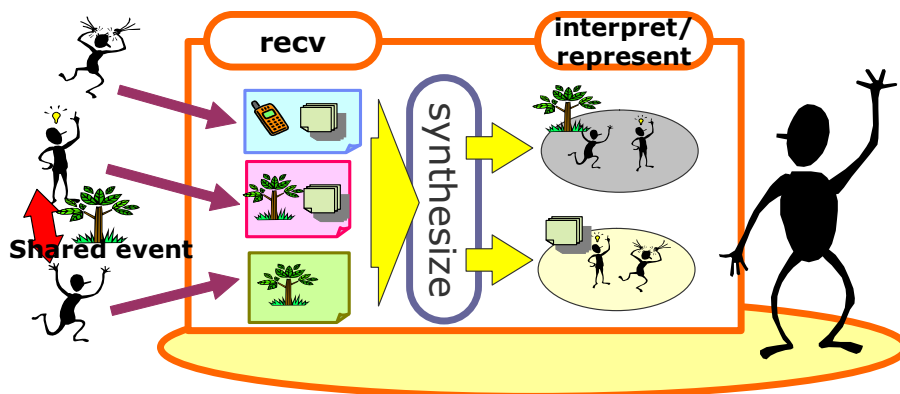 recv
interpret/
represent
synthesize
Shared event